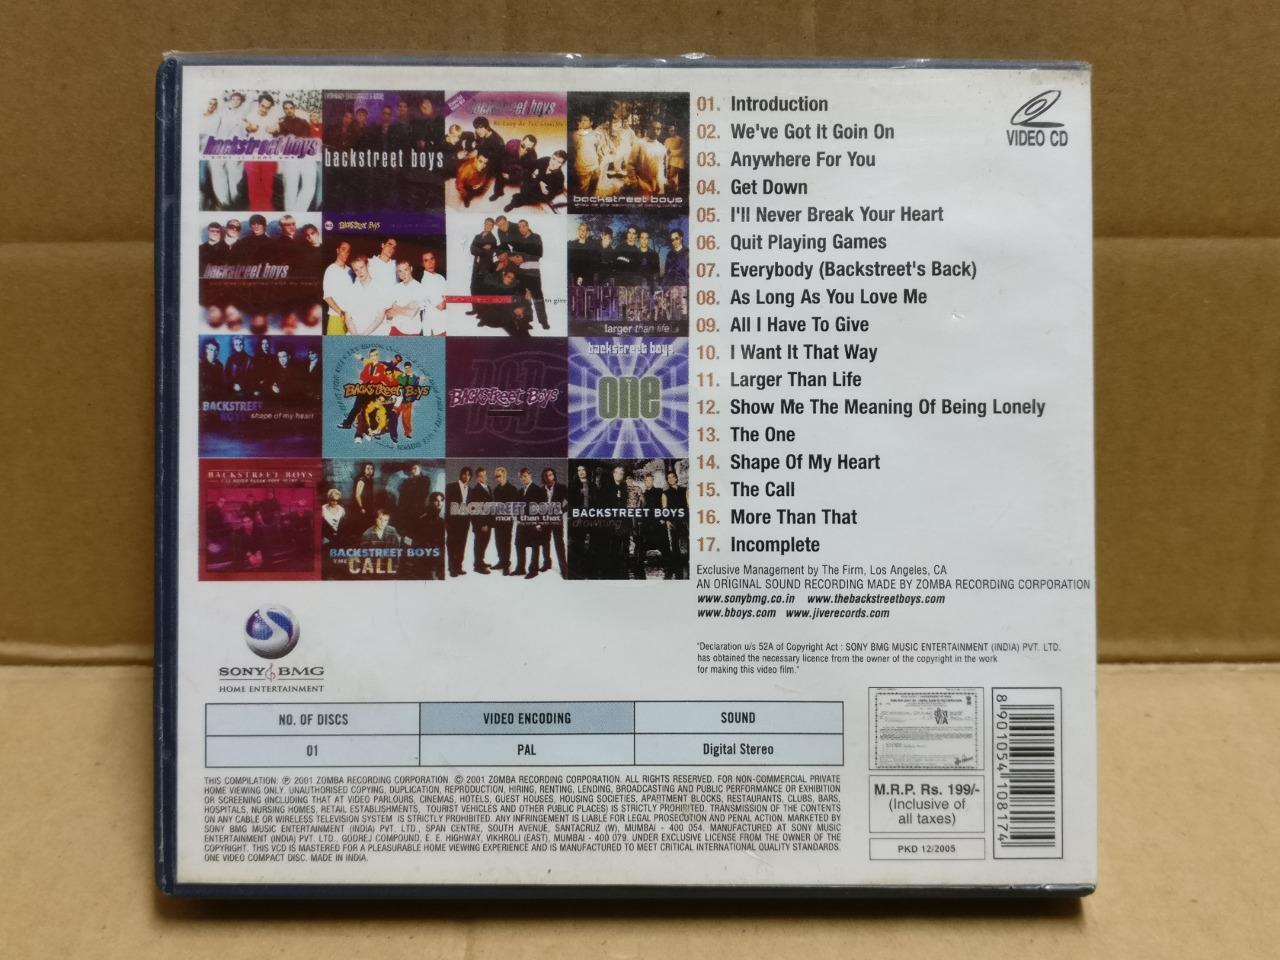 backstreet boys
backstreet boys
backstreet boys
backstreet boys
backstreet boys
BACKSTREET BOYS
larger than life
BACKSTREET BOYS
shape of my heart
BACKSTREET BOYS
BACKSTREET BOYS
backstreet boys
one
BACKSTREET BOYS
BACKSTREET BOYS
THE CALL
BACKSTREET BOYS
more than that
BACKSTREET BOYS
drowning
01. Introduction
02. We've Got It Goin On
03. Anywhere For You
04. Get Down
05. I'll Never Break Your Heart
06. Quit Playing Games
07. Everybody (Backstreet's Back)
08. As Long As You Love Me
09. All I Have To Give
10. I Want It That Way
11. Larger Than Life
12. Show Me The Meaning Of Being Lonely
13. The One
14. Shape Of My Heart
15. The Call
16. More Than That
17. Incomplete
VIDEO CD
Exclusive Management by The Firm, Los Angeles, CA
AN ORIGINAL SOUND RECORDING MADE BY ZOMBA RECORDING CORPORATION
www.sonybmg.co.in www.thebackstreetboys.com
www.bboys.com www.jiverecords.com
"Declaration u/s 52A of Copyright Act : SONY BMG MUSIC ENTERTAINMENT (INDIA) PVT. LTD.
has obtained the necessary licence from the owner of the copyright in the work
for making this video film."
SONY BMG
HOME ENTERTAINMENT
NO. OF DISCS VIDEO ENCODING SOUND
01 PAL Digital Stereo
THIS COMPILATION: ℗ 2001 ZOMBA RECORDING CORPORATION. © 2001 ZOMBA RECORDING CORPORATION. ALL RIGHTS RESERVED. FOR NON-COMMERCIAL PRIVATE
HOME VIEWING ONLY. UNAUTHORISED COPYING, DUPLICATION, REPRODUCTION, HIRING, RENTING, LENDING, BROADCASTING AND PUBLIC PERFORMANCE OR EXHIBITION
OR SCREENING (INCLUDING THAT AT VIDEO PARLOURS, CINEMAS, HOTELS, GUEST HOUSES, HOUSING SOCIETIES, APARTMENT BLOCKS, RESTAURANTS, CLUBS, BARS,
HOSPITALS, NURSING HOMES, RETAIL ESTABLISHMENTS, TOURIST VEHICLES AND OTHER PUBLIC PLACES) IS STRICTLY PROHIBITED. TRANSMISSION OF THE CONTENTS
ON ANY CABLE OR WIRELESS TELEVISION SYSTEM IS STRICTLY PROHIBITED. ANY INFRINGEMENT IS LIABLE FOR LEGAL PROSECUTION AND PENAL ACTION. MARKETED BY
SONY BMG MUSIC ENTERTAINMENT (INDIA) PVT. LTD., SPAN CENTRE, SOUTH AVENUE, SANTACRUZ (W), MUMBAI - 400 054. MANUFACTURED AT SONY MUSIC
ENTERTAINMENT (INDIA) PVT. LTD., GODREJ COMPOUND, E. E. HIGHWAY, VIKHROLI (EAST), MUMBAI - 400 079. UNDER EXCLUSIVE LICENSE FROM THE OWNER OF THE
COPYRIGHT. THIS VCD IS MASTERED FOR A PLEASURABLE HOME VIEWING EXPERIENCE AND IS MANUFACTURED TO MEET CRITICAL INTERNATIONAL QUALITY STANDARDS.
ONE VIDEO COMPACT DISC. MADE IN INDIA.
M.R.P. Rs. 199/-
(Inclusive of
all taxes)
PKD 12/2005
8 901054 108174